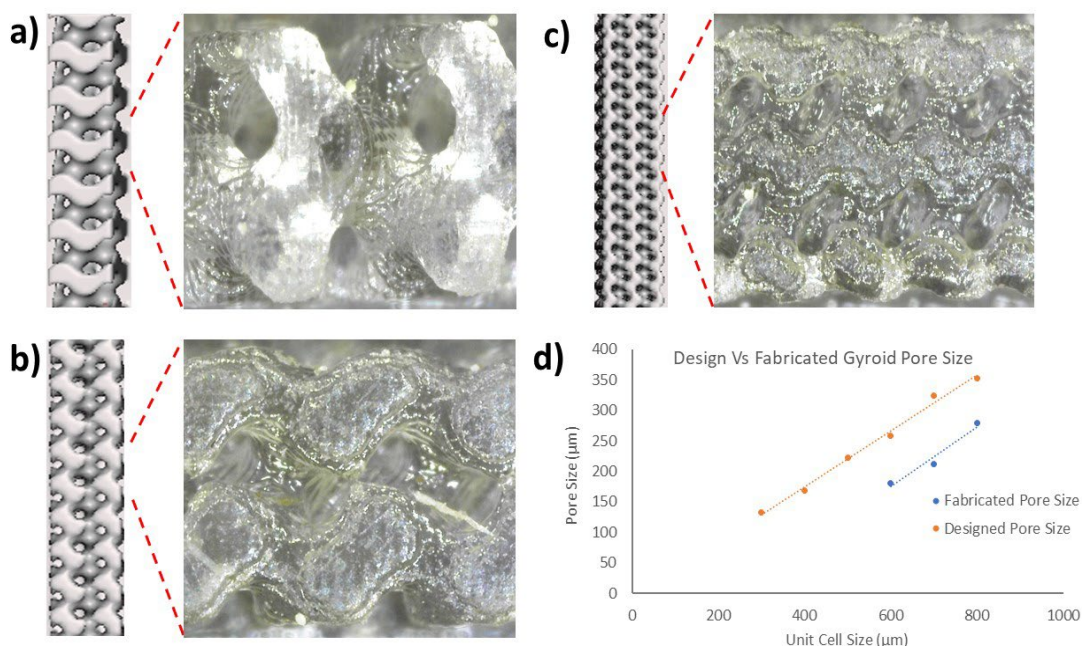 a)
b)
c)
d)
Design Vs Fabricated Gyroid Pore Size
Pore Size (µm)
400
350
300
250
200
150
100
50
0
Fabricated Pore Size
Designed Pore Size
0 200 400 600 800 1000
Unit Cell Size (µm)